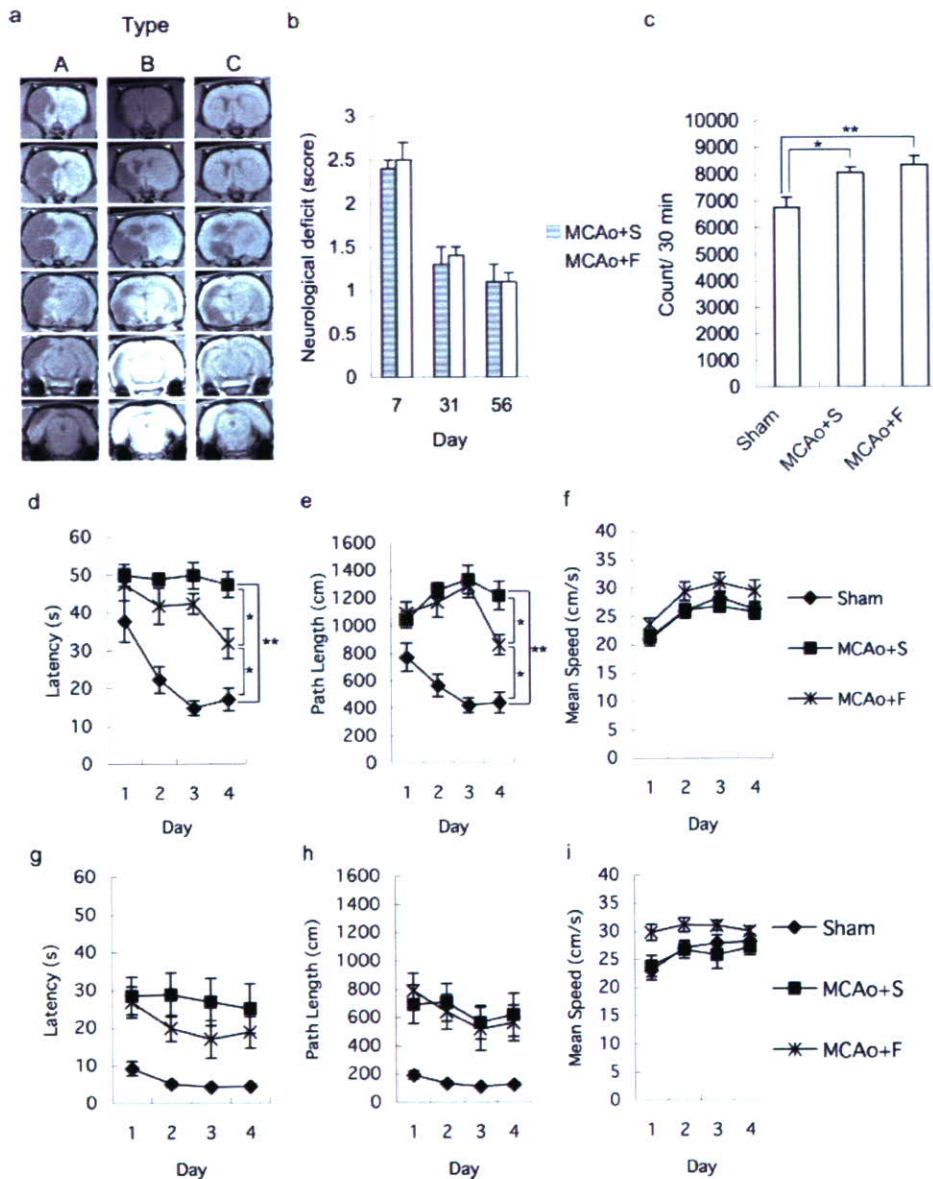 a
Type
A B C
b
Neurological deficit (score)
3
2.5
2
1.5
1
0.5
0
7 31 56
Day
MCAo+S
MCAo+F
c
Count/ 30 min
10000
9000
8000
7000
6000
5000
4000
3000
2000
1000
0
*
**
Sham
MCAo+S
MCAo+F
d
Latency (s)
60
50
40
30
20
10
0
1 2 3 4
Day
*
*
**
e
Path Length (cm)
1600
1400
1200
1000
800
600
400
200
0
1 2 3 4
Day
*
*
**
f
Mean Speed (cm/s)
40
35
30
25
20
15
10
5
0
1 2 3 4
Day
Sham
MCAo+S
MCAo+F
g
Latency (s)
60
50
40
30
20
10
0
1 2 3 4
Day
h
Path Length (cm)
1600
1400
1200
1000
800
600
400
200
0
1 2 3 4
Day
i
Mean Speed (cm/s)
40
35
30
25
20
15
10
5
0
1 2 3 4
Day
Sham
MCAo+S
MCAo+F